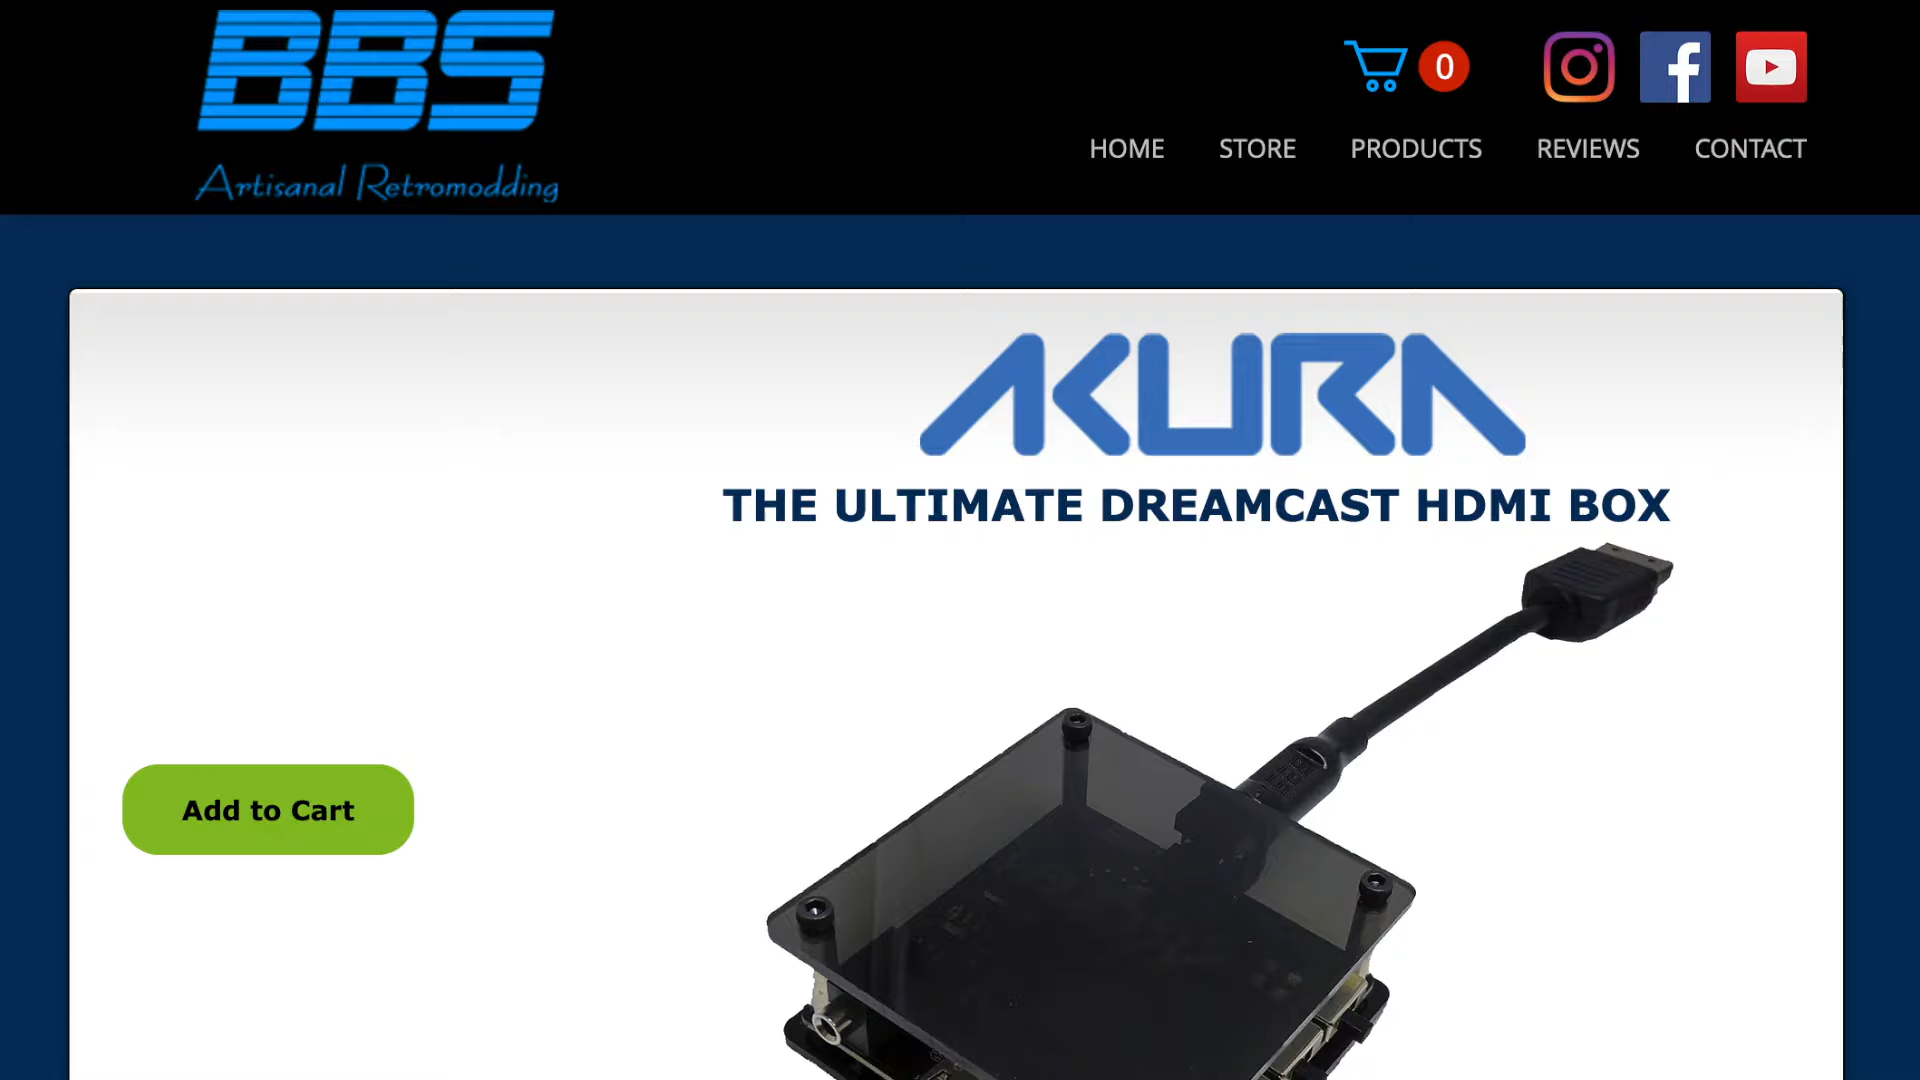 BBS
Artisanal Retromodding
0
HOME STORE PRODUCTS REVIEWS CONTACT
AKURA
THE ULTIMATE DREAMCAST HDMI BOX
Add to Cart